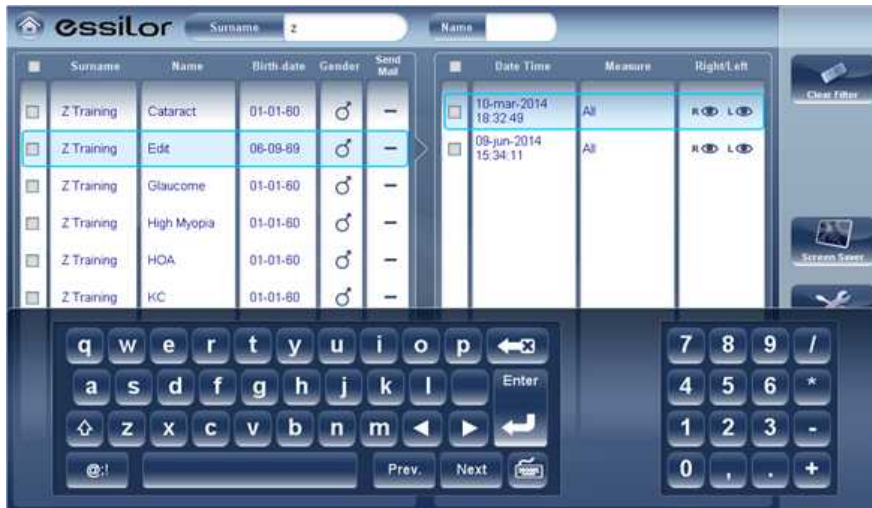 essilor Surname z Name
Surname Name Birth-date Gender Send Mail
Date Time Measure Right/Left
Clear Filter
Z Training Cataract 01-01-60 –
10-mar-2014 18:32:49 All R L
Z Training Edit 06-09-69 –
09-jun-2014 15:34:11 All R L
Z Training Glaucome 01-01-60 –
Z Training High Myopia 01-01-60 –
Z Training HOA 01-01-60 –
Screen Saver
Z Training KC 01-01-60 –
q w e r t y u i o p
7 8 9 /
a s d f g h j k l Enter
4 5 6 *
z x c v b n m
1 2 3 -
@;! Prev. Next
0 , . +